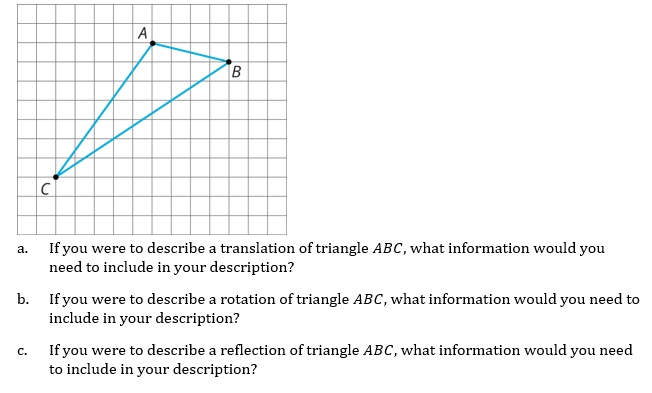 A
B
C
a. If you were to describe a translation of triangle ABC, what information would you
need to include in your description?
b. If you were to describe a rotation of triangle ABC, what information would you need to
include in your description?
c. If you were to describe a reflection of triangle ABC, what information would you need
to include in your description?